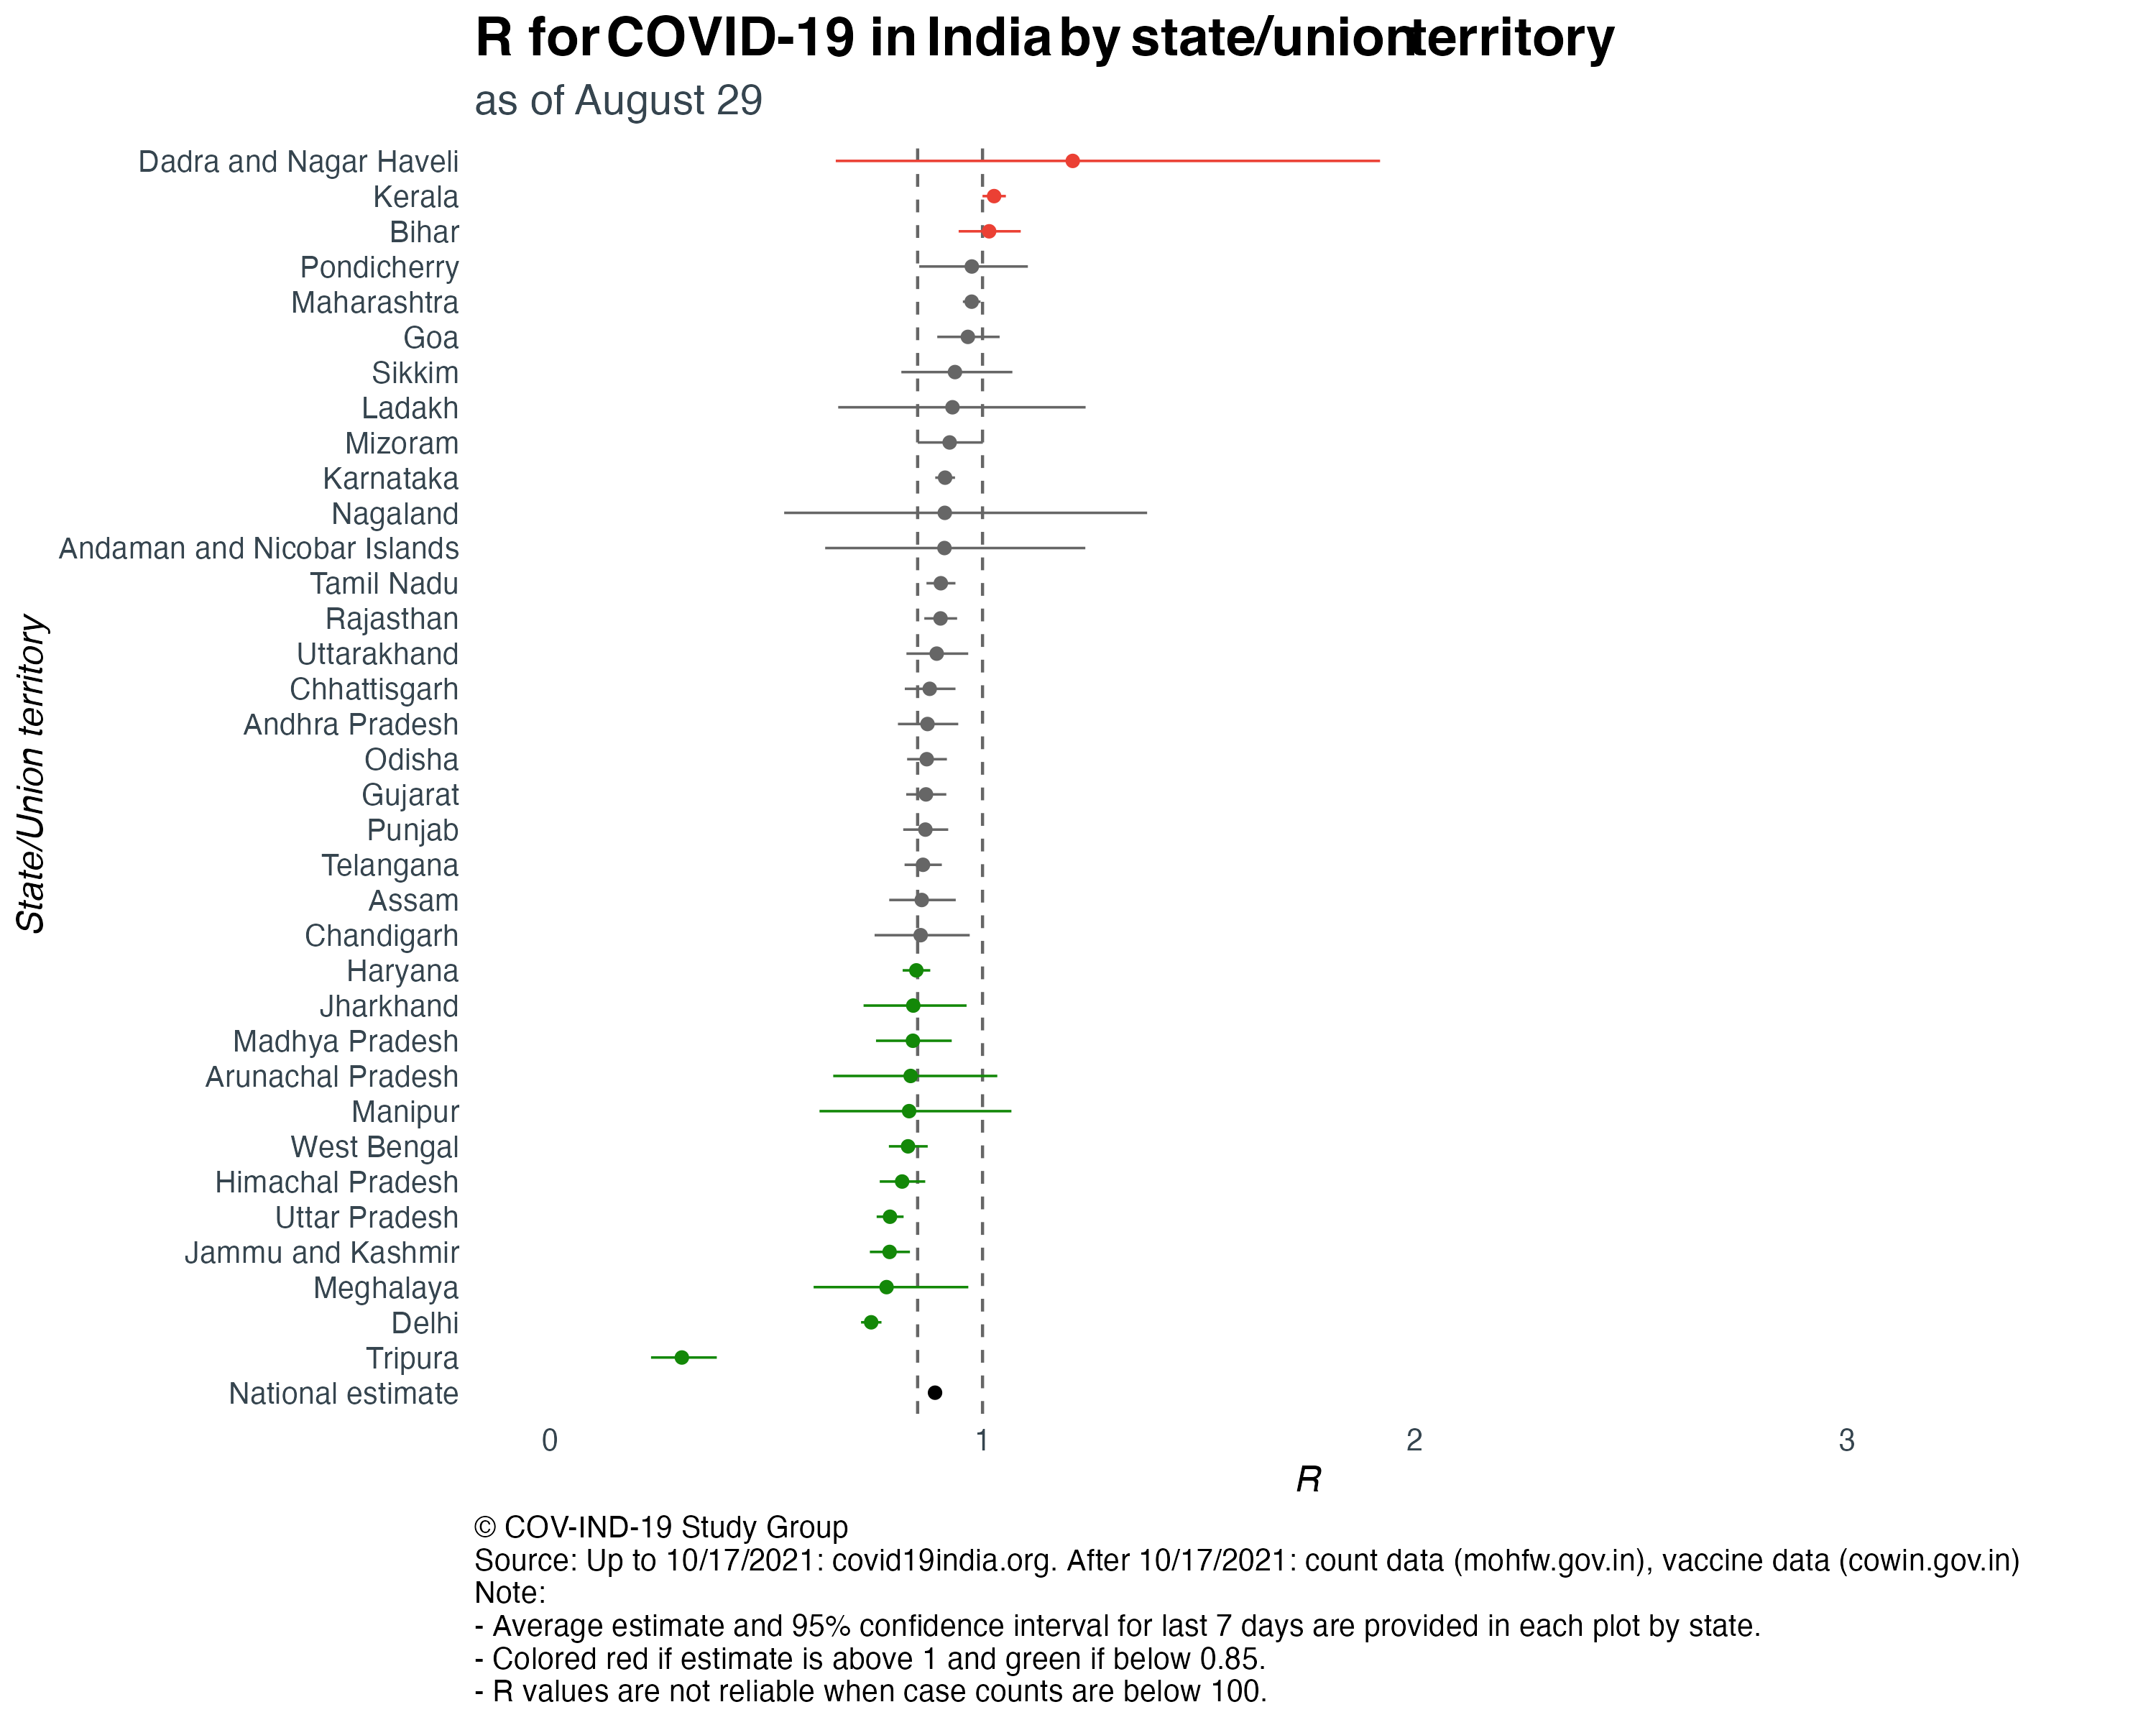 R for COVID-19 in India by state/union territory
as of August 29
Dadra and Nagar Haveli
Kerala
Bihar
Pondicherry
Maharashtra
Goa
Sikkim
Ladakh
Mizoram
Karnataka
Nagaland
Andaman and Nicobar Islands
Tamil Nadu
Rajasthan
Uttarakhand
Chhattisgarh
Andhra Pradesh
Odisha
Gujarat
Punjab
Telangana
Assam
Chandigarh
Haryana
Jharkhand
Madhya Pradesh
Arunachal Pradesh
Manipur
West Bengal
Himachal Pradesh
Uttar Pradesh
Jammu and Kashmir
Meghalaya
Delhi
Tripura
National estimate
State/Union territory
0 1 2 3
R
© COV-IND-19 Study Group
Source: Up to 10/17/2021: covid19india.org. After 10/17/2021: count data (mohfw.gov.in), vaccine data (cowin.gov.in)
Note:
- Average estimate and 95% confidence interval for last 7 days are provided in each plot by state.
- Colored red if estimate is above 1 and green if below 0.85.
- R values are not reliable when case counts are below 100.